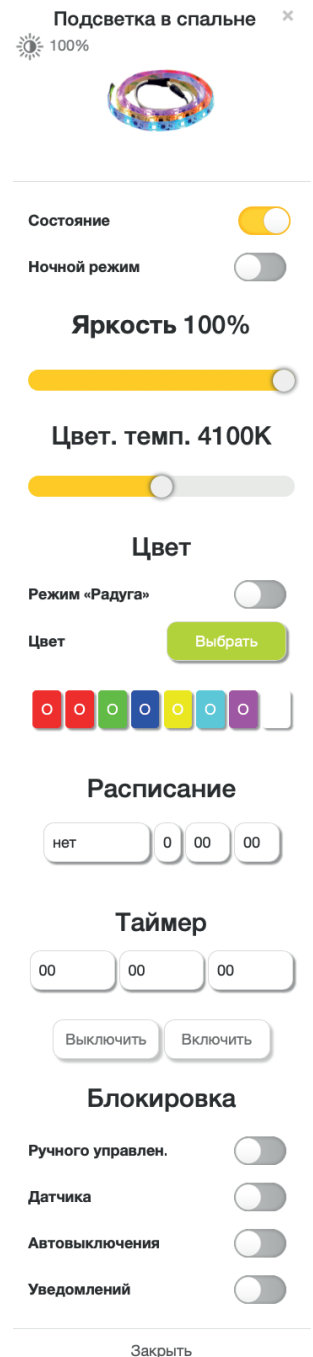 Подсветка в спальне ×
100%
Состояние
Ночной режим
Яркость 100%
Цвет. темп. 4100K
Цвет
Режим «Радуга»
Цвет Выбрать
O O O O O O O
Расписание
нет 0 00 00
Таймер
00 00 00
Выключить Включить
Блокировка
Ручного управлен.
Датчика
Автовыключения
Уведомлений
Закрыть